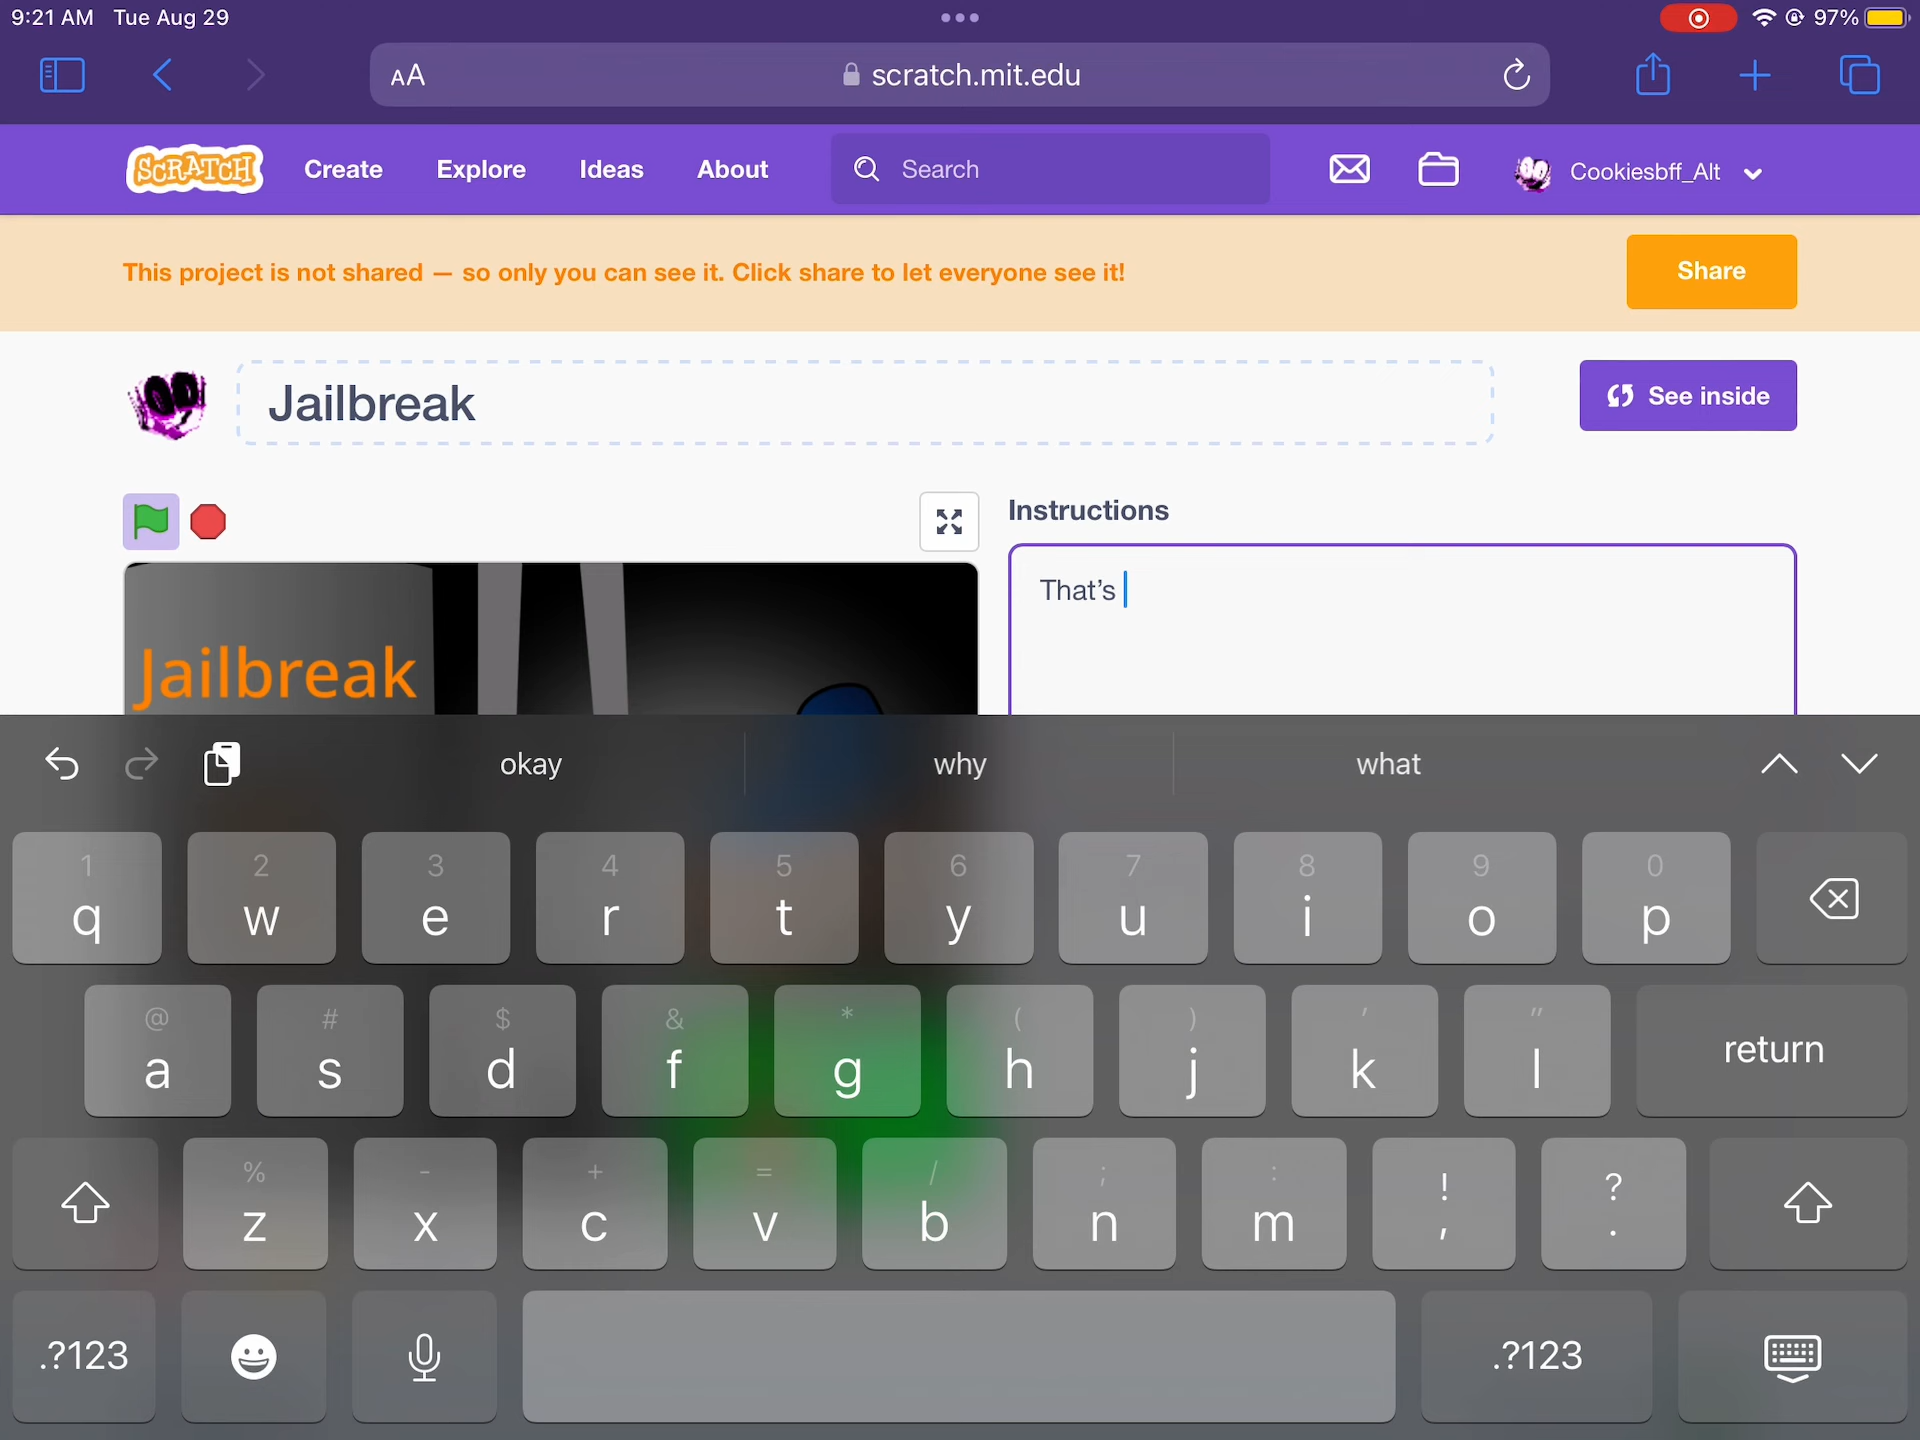 9:21 AM Tue Aug 29
97%
AA
scratch.mit.edu
SCRATCH
Create
Explore
Ideas
About
Search
Cookiesbff_Alt
This project is not shared — so only you can see it. Click share to let everyone see it!
Share
Jailbreak
See inside
Instructions
That’s
Jailbreak
okay
why
what
1 2 3 4 5 6 7 8 9 0
q w e r t y u i o p
@ # $ & * ( ) ’ ”
a s d f g h j k l
return
% - + = / ; : ! ?
z x c v b n m , .
.?123
.?123